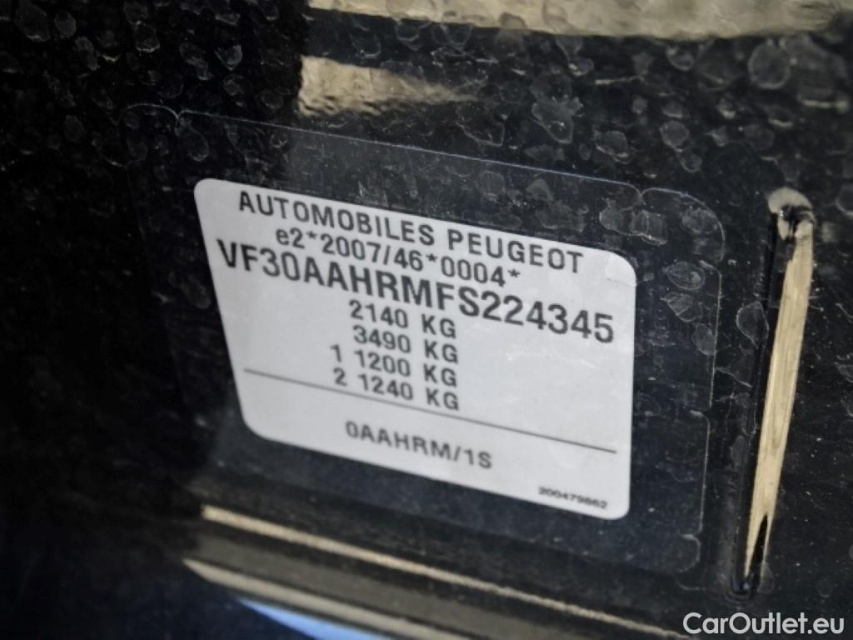 AUTOMOBILES PEUGEOT
e2*2007/46*0004*
VF30AAHRMFS224345
2140 KG
3490 KG
1 1200 KG
2 1240 KG
0AAHRM/1S
200479862
CarOutlet.eu